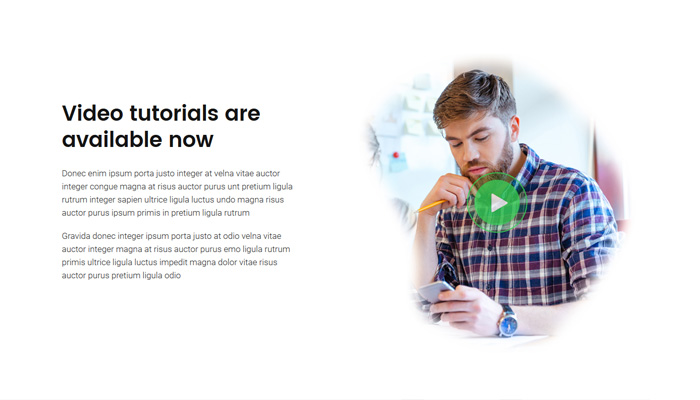 Video tutorials are
available now
Donec enim ipsum porta justo integer at velna vitae auctor
integer congue magna at risus auctor purus unt pretium ligula
rutrum integer sapien ultrice ligula luctus undo magna risus
auctor purus ipsum primis in pretium ligula rutrum
Gravida donec integer ipsum porta justo at odio velna vitae
auctor integer magna at risus auctor purus emo ligula rutrum
primis ultrice ligula luctus impedit magna dolor vitae risus
auctor purus pretium ligula odio